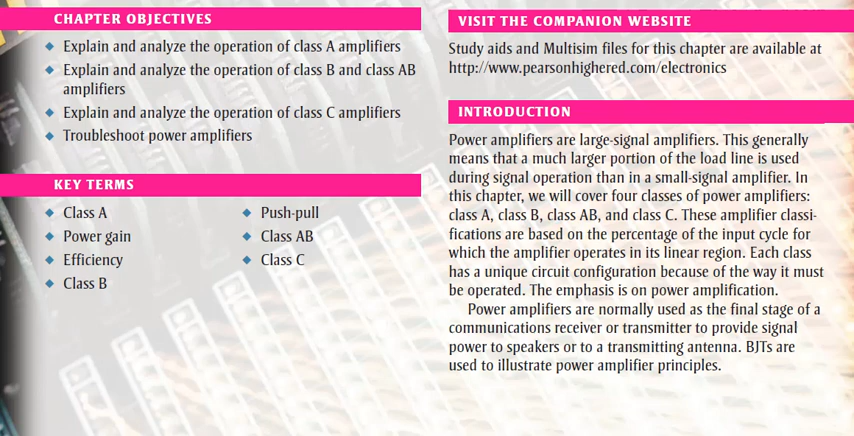 CHAPTER OBJECTIVES
◆ Explain and analyze the operation of class A amplifiers
◆ Explain and analyze the operation of class B and class AB
amplifiers
◆ Explain and analyze the operation of class C amplifiers
◆ Troubleshoot power amplifiers
KEY TERMS
◆ Class A
◆ Power gain
◆ Efficiency
◆ Class B
◆ Push-pull
◆ Class AB
◆ Class C
VISIT THE COMPANION WEBSITE
Study aids and Multisim files for this chapter are available at
http://www.pearsonhighered.com/electronics
INTRODUCTION
Power amplifiers are large-signal amplifiers. This generally
means that a much larger portion of the load line is used
during signal operation than in a small-signal amplifier. In
this chapter, we will cover four classes of power amplifiers:
class A, class B, class AB, and class C. These amplifier classi-
fications are based on the percentage of the input cycle for
which the amplifier operates in its linear region. Each class
has a unique circuit configuration because of the way it must
be operated. The emphasis is on power amplification.
Power amplifiers are normally used as the final stage of a
communications receiver or transmitter to provide signal
power to speakers or to a transmitting antenna. BJTs are
used to illustrate power amplifier principles.